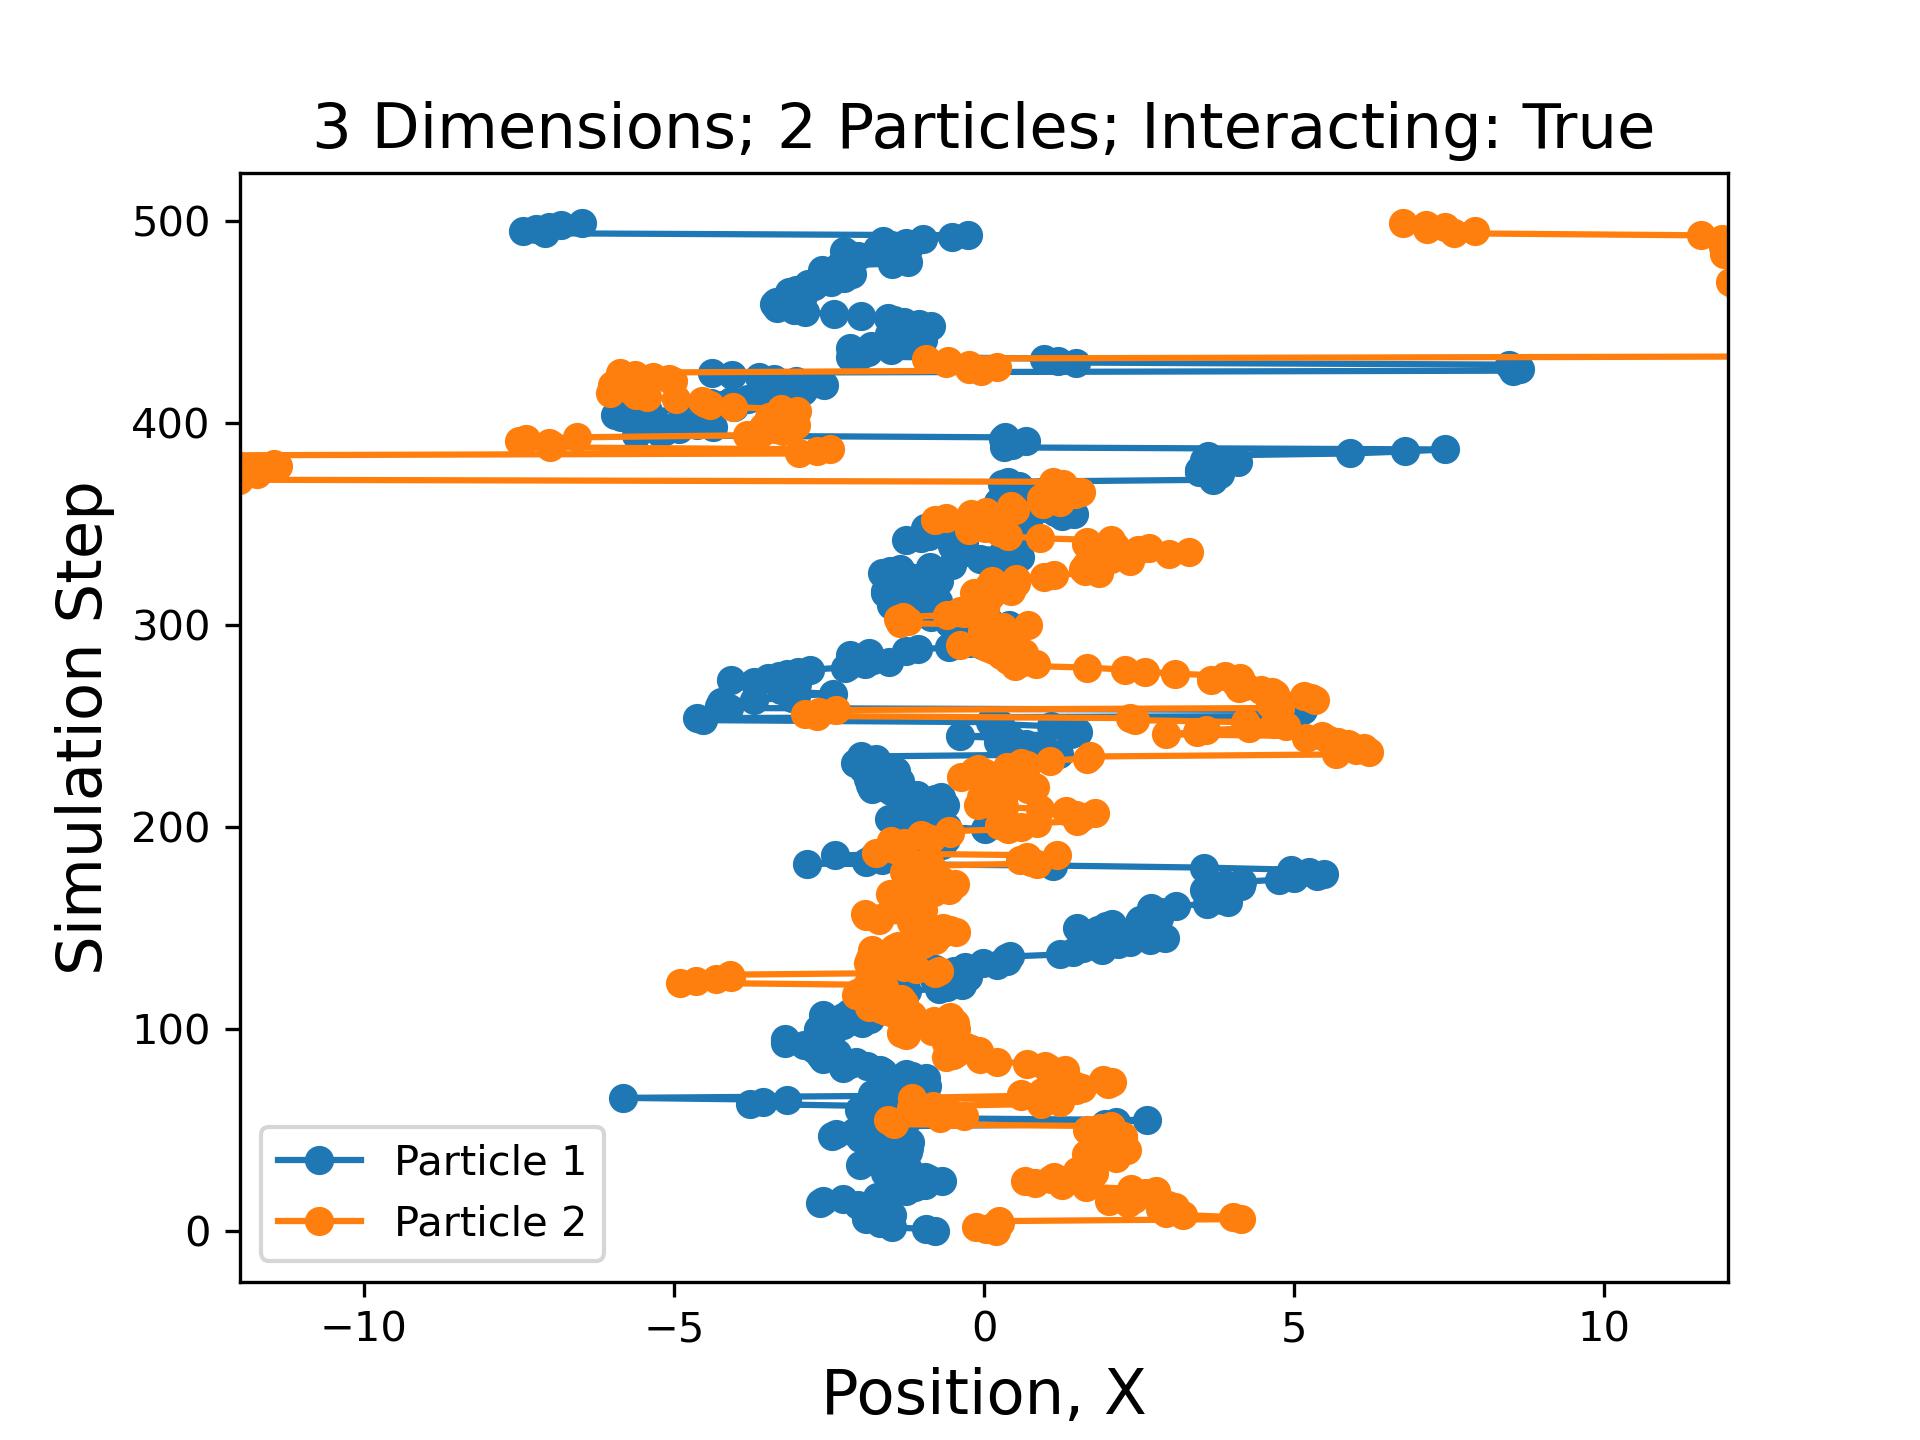 3 Dimensions; 2 Particles; Interacting: True
Simulation Step
500
400
300
200
100
0
Particle 1
Particle 2
−10
−5
0
5
10
Position, X